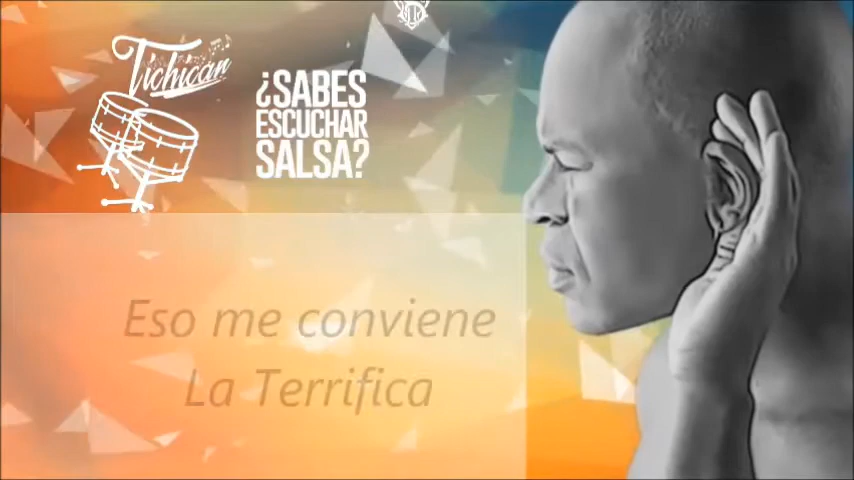 Tichican
¿SABES
ESCUCHAR
SALSA?
Eso me conviene
La Terrifica